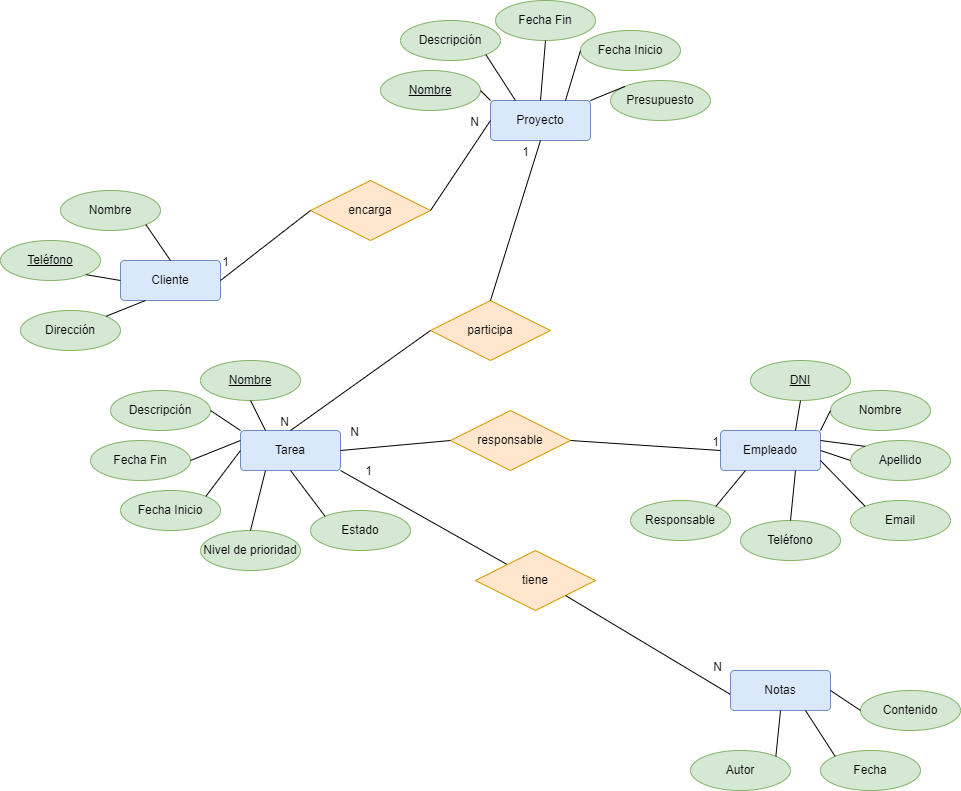 Fecha Fin
Descripción
Fecha Inicio
Nombre
Presupuesto
Proyecto
N
1
encarga
Nombre
Teléfono
1
Cliente
Dirección
participa
Nombre
DNI
Descripción
Nombre
N
N
responsable
1
Tarea
Empleado
Fecha Fin
Apellido
1
Fecha Inicio
Estado
Responsable
Email
Nivel de prioridad
Teléfono
tiene
N
Notas
Contenido
Autor
Fecha